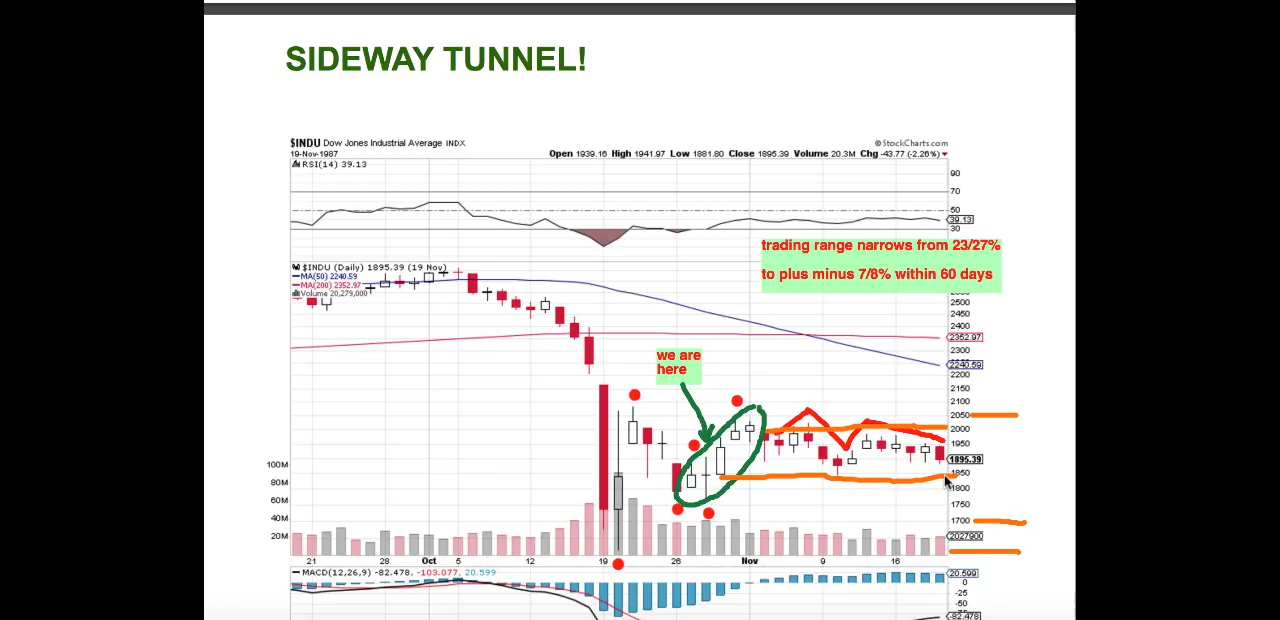 SIDEWAY TUNNEL!
$INDU Dow Jones Industrial Average INDX
© StockCharts.com
19-Nov-1987
Open 1939.16 High 1941.97 Low 1881.80 Close 1895.39 Volume 20.3M Chg -43.77 (-2.26%)
RSI(14) 39.13
90
70
50
39.13
30
trading range narrows from 23/27%
to plus minus 7/8% within 60 days
$INDU (Daily) 1895.39 (19 Nov)
MA(50) 2240.59
MA(200) 2352.97
Volume 20,279,000
2500
2450
2400
2352.97
2300
2240.59
2200
2150
2100
2050
2000
1950
1895.39
1850
1800
1750
1700
2027900
we are
here
100M
80M
60M
40M
20M
21
28
Oct
5
12
19
26
Nov
9
16
MACD(12,26,9) -82.478, -103.077, 20.599
20.599
0
-25
-50
-82.478